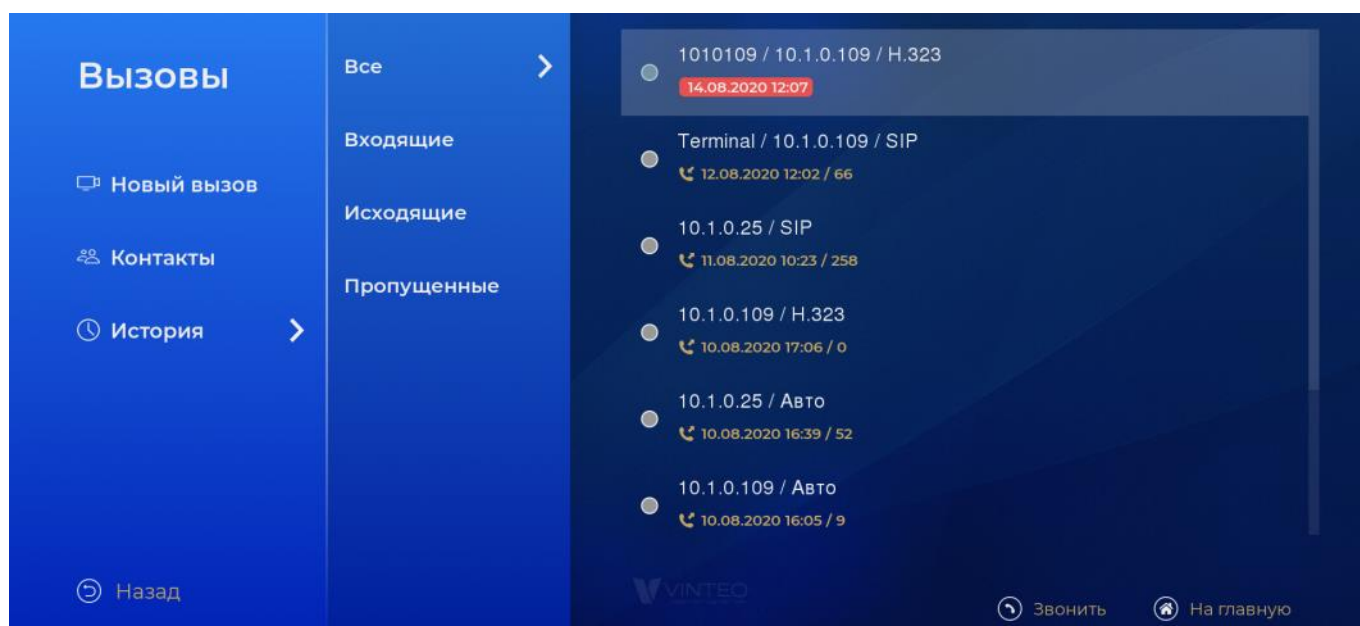 Вызовы
Новый вызов
Контакты
История
Назад
Все
Входящие
Исходящие
Пропущенные
1010109 / 10.1.0.109 / H.323
14.08.2020 12:07
Terminal / 10.1.0.109 / SIP
12.08.2020 12:02 / 66
10.1.0.25 / SIP
11.08.2020 10:23 / 258
10.1.0.109 / H.323
10.08.2020 17:06 / 0
10.1.0.25 / Авто
10.08.2020 16:39 / 52
10.1.0.109 / Авто
10.08.2020 16:05 / 9
VINTEO
Звонить
На главную